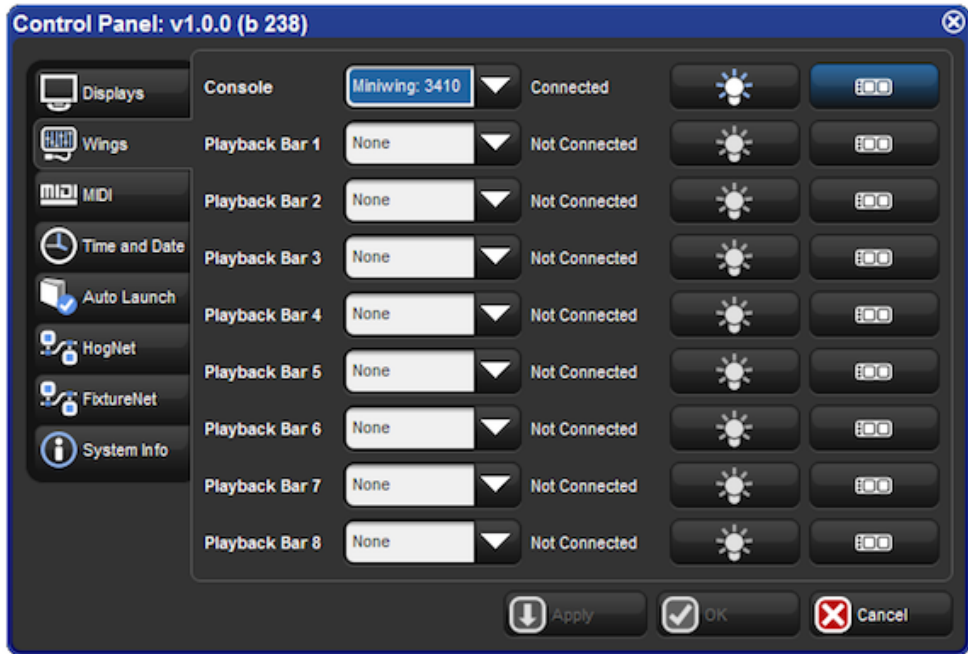 Control Panel: v1.0.0 (b 238)
Displays
Wings
MIDI MIDI
Time and Date
Auto Launch
HogNet
FixtureNet
System Info
Console Miniwing: 3410 Connected
Playback Bar 1 None Not Connected
Playback Bar 2 None Not Connected
Playback Bar 3 None Not Connected
Playback Bar 4 None Not Connected
Playback Bar 5 None Not Connected
Playback Bar 6 None Not Connected
Playback Bar 7 None Not Connected
Playback Bar 8 None Not Connected
Apply OK Cancel